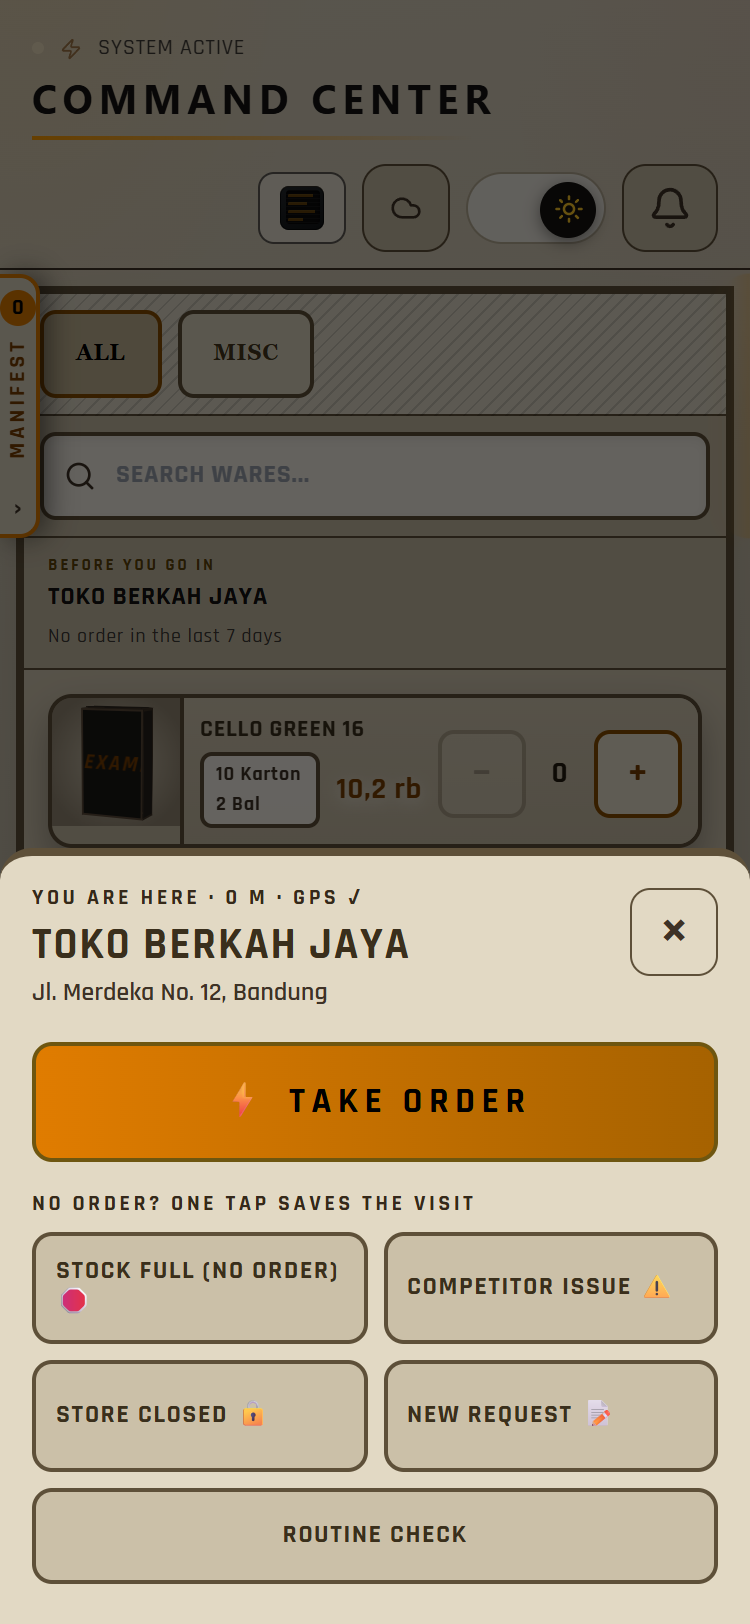 SYSTEM ACTIVE
COMMAND CENTER
0
MANIFEST
ALL
MISC
SEARCH WARES...
BEFORE YOU GO IN
TOKO BERKAH JAYA
No order in the last 7 days
EXAM
CELLO GREEN 16
10 Karton
2 Bal
10,2 rb
−
0
+
YOU ARE HERE · 0 M · GPS ✓
TOKO BERKAH JAYA
Jl. Merdeka No. 12, Bandung
TAKE ORDER
NO ORDER? ONE TAP SAVES THE VISIT
STOCK FULL (NO ORDER)
COMPETITOR ISSUE
STORE CLOSED
NEW REQUEST
ROUTINE CHECK